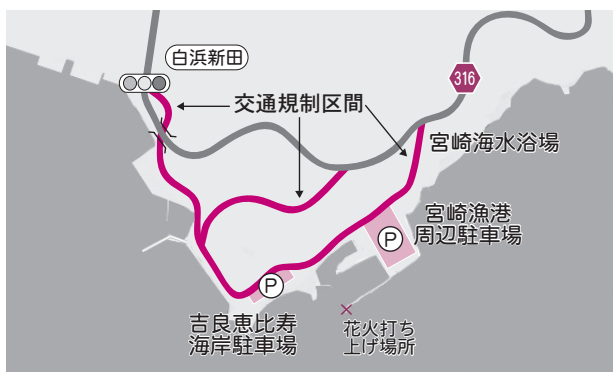 白浜新田
316
交通規制区間
宮崎海水浴場
宮崎漁港
周辺駐車場
P
P
吉良恵比寿
海岸駐車場
花火打ち
上げ場所